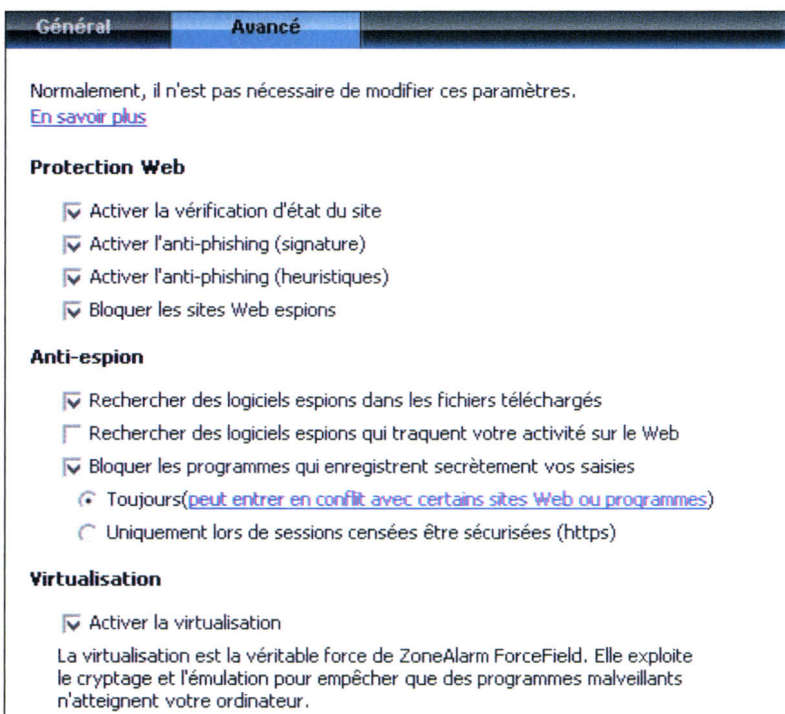 Général Avancé
Normalement, il n'est pas nécessaire de modifier ces paramètres.
En savoir plus
Protection Web
Activer la vérification d'état du site
Activer l'anti-phishing (signature)
Activer l'anti-phishing (heuristiques)
Bloquer les sites Web espions
Anti-espion
Rechercher des logiciels espions dans les fichiers téléchargés
Rechercher des logiciels espions qui traquent votre activité sur le Web
Bloquer les programmes qui enregistrent secrètement vos saisies
Toujours(peut entrer en conflit avec certains sites Web ou programmes)
Uniquement lors de sessions censées être sécurisées (https)
Virtualisation
Activer la virtualisation
La virtualisation est la véritable force de ZoneAlarm ForceField. Elle exploite
le cryptage et l'émulation pour empêcher que des programmes malveillants
n'atteignent votre ordinateur.